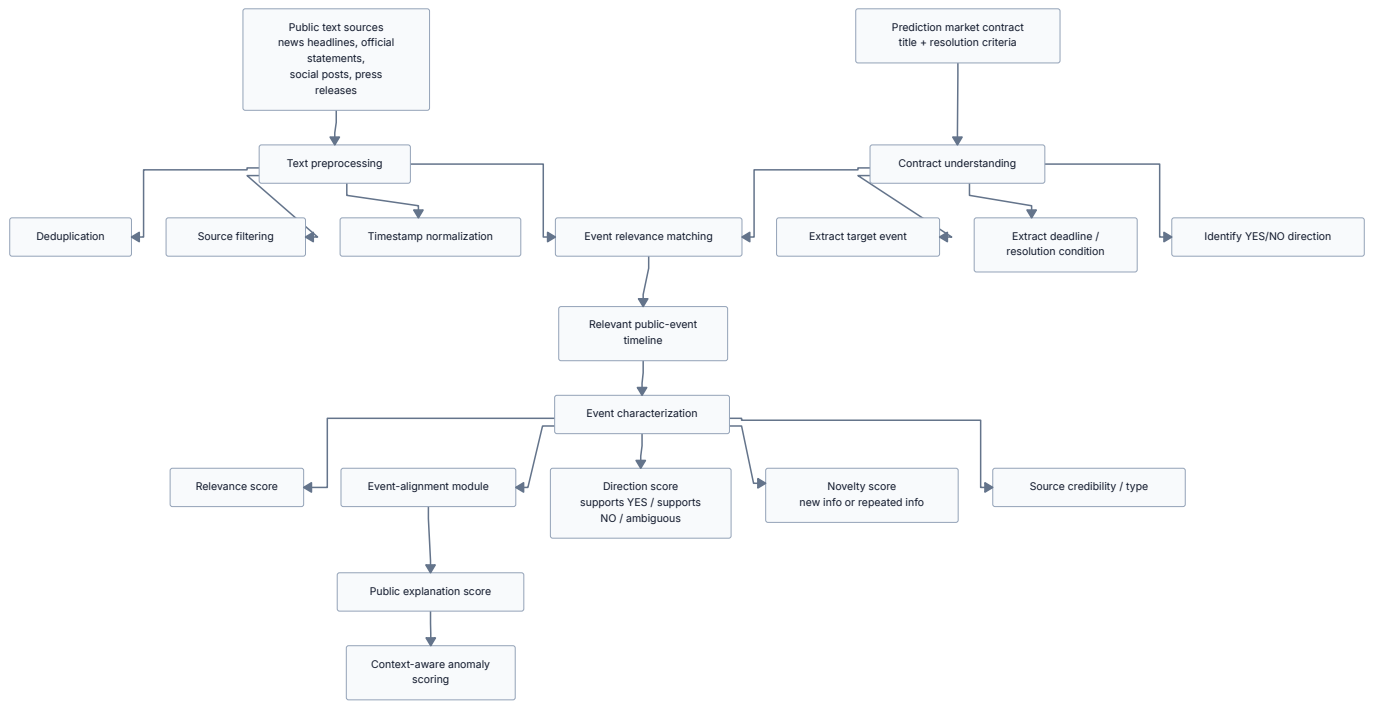 Public text sources
news headlines, official
statements,
social posts, press
releases
Prediction market contract
title + resolution criteria
Text preprocessing
Contract understanding
Deduplication
Source filtering
Timestamp normalization
Event relevance matching
Extract target event
Extract deadline /
resolution condition
Identify YES/NO direction
Relevant public-event
timeline
Event characterization
Relevance score
Event-alignment module
Direction score
supports YES / supports
NO / ambiguous
Novelty score
new info or repeated info
Source credibility / type
Public explanation score
Context-aware anomaly
scoring